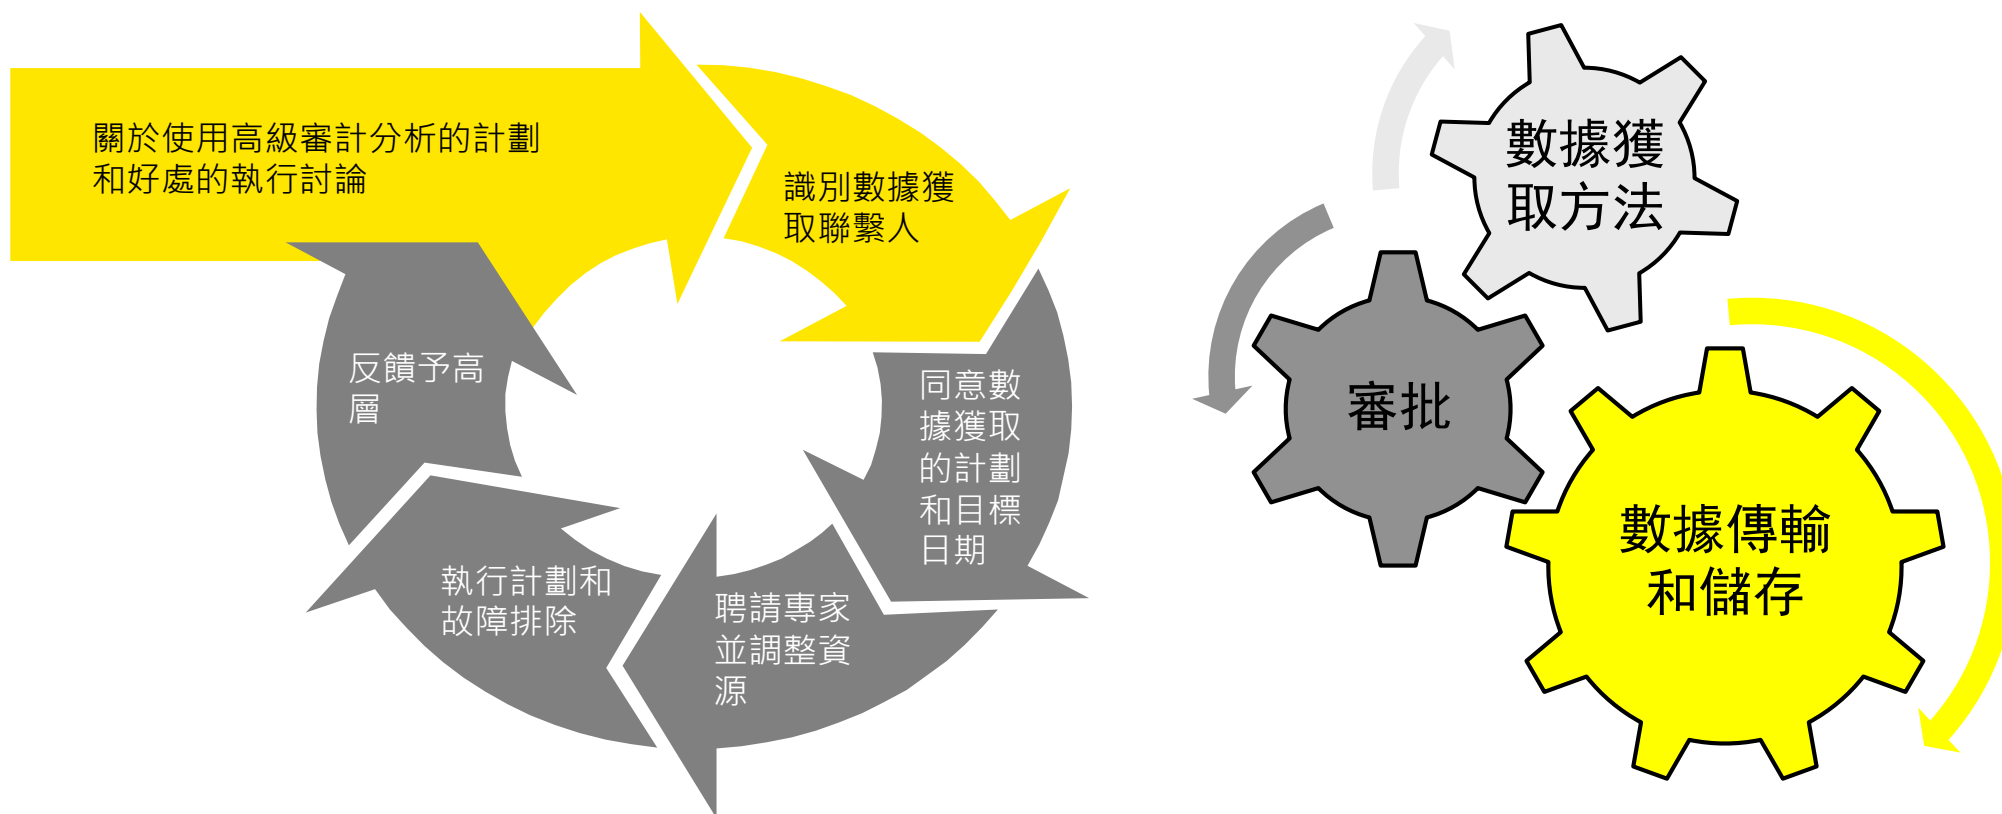 關於使用高級審計分析的計劃
和好處的執行討論
識別數據獲
取聯繫人
同意數
據獲取
的計劃
和目標
日期
聘請專家
並調整資
源
執行計劃和
故障排除
反饋予高
層
數據獲
取方法
審批
數據傳輸
和儲存